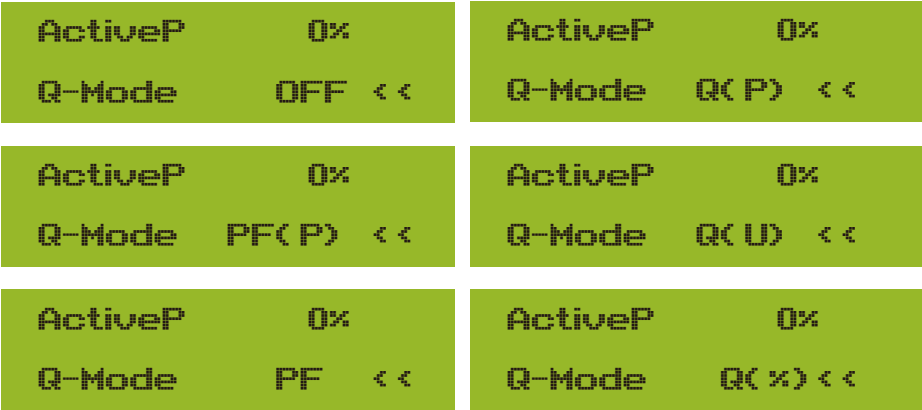 ActiveP 0%
Q-Mode OFF <<
ActiveP 0%
Q-Mode Q(P) <<
ActiveP 0%
Q-Mode PF(P) <<
ActiveP 0%
Q-Mode Q(U) <<
ActiveP 0%
Q-Mode PF <<
ActiveP 0%
Q-Mode Q(%) <<